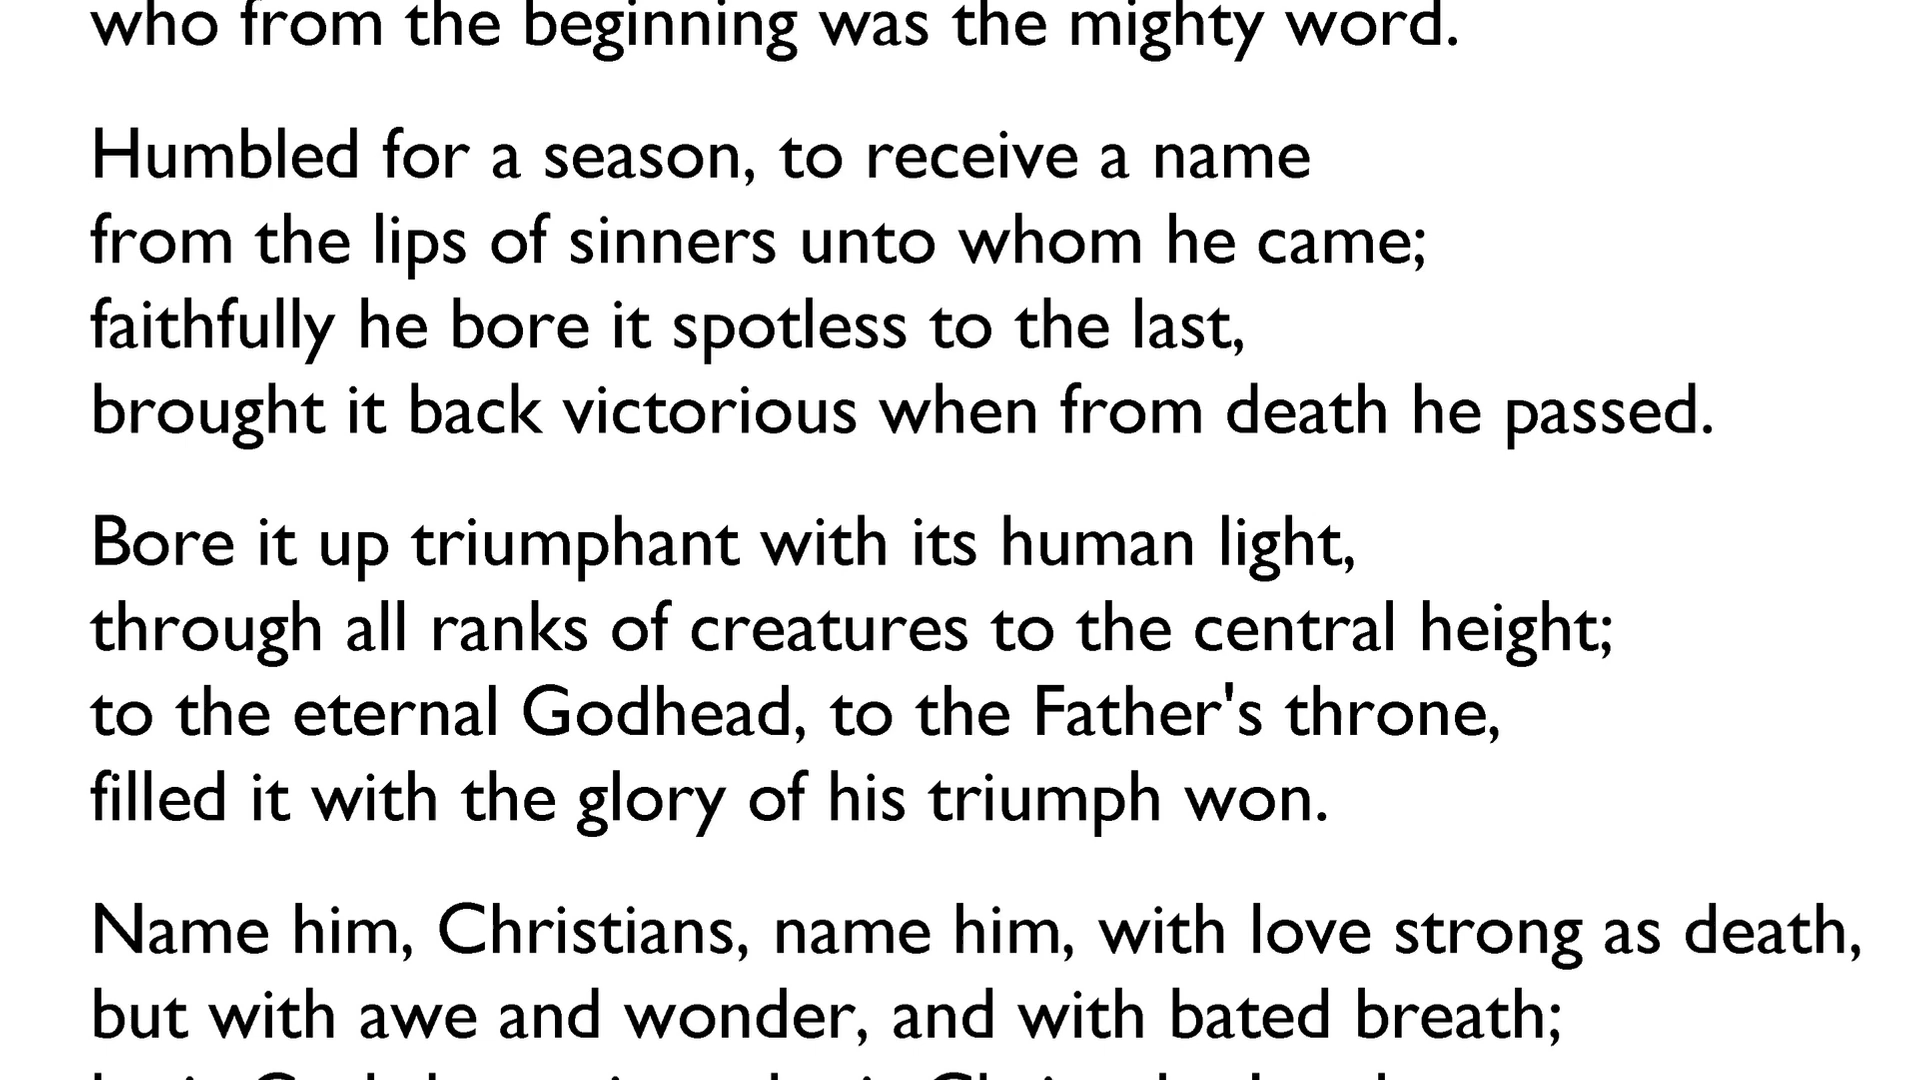 who from the beginning was the mighty word.
Humbled for a season, to receive a name
from the lips of sinners unto whom he came;
faithfully he bore it spotless to the last,
brought it back victorious when from death he passed.
Bore it up triumphant with its human light,
through all ranks of creatures to the central height;
to the eternal Godhead, to the Father's throne,
filled it with the glory of his triumph won.
Name him, Christians, name him, with love strong as death,
but with awe and wonder, and with bated breath;